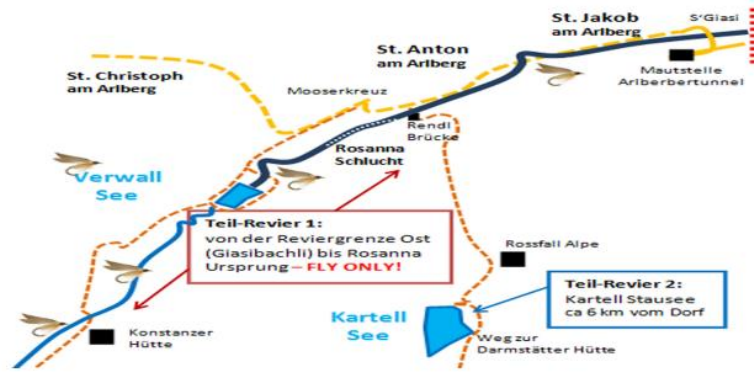 St. Jakob
am Arlberg
S'Giasi
St. Anton
am Arlberg
Mautstelle
Arlberbertunnel
St. Christoph
am Arlberg
Mooserkreuz
Rendl
Brücke
Rosanna
Schlucht
Verwall
See
Teil-Revier 1:
von der Reviergrenze Ost
(Giasibachli) bis Rosanna
Ursprung – FLY ONLY!
Rossfall Alpe
Teil-Revier 2:
Kartell Stausee
ca 6 km vom Dorf
Kartell
See
Konstanzer
Hütte
Weg zur
Darmstätter Hütte